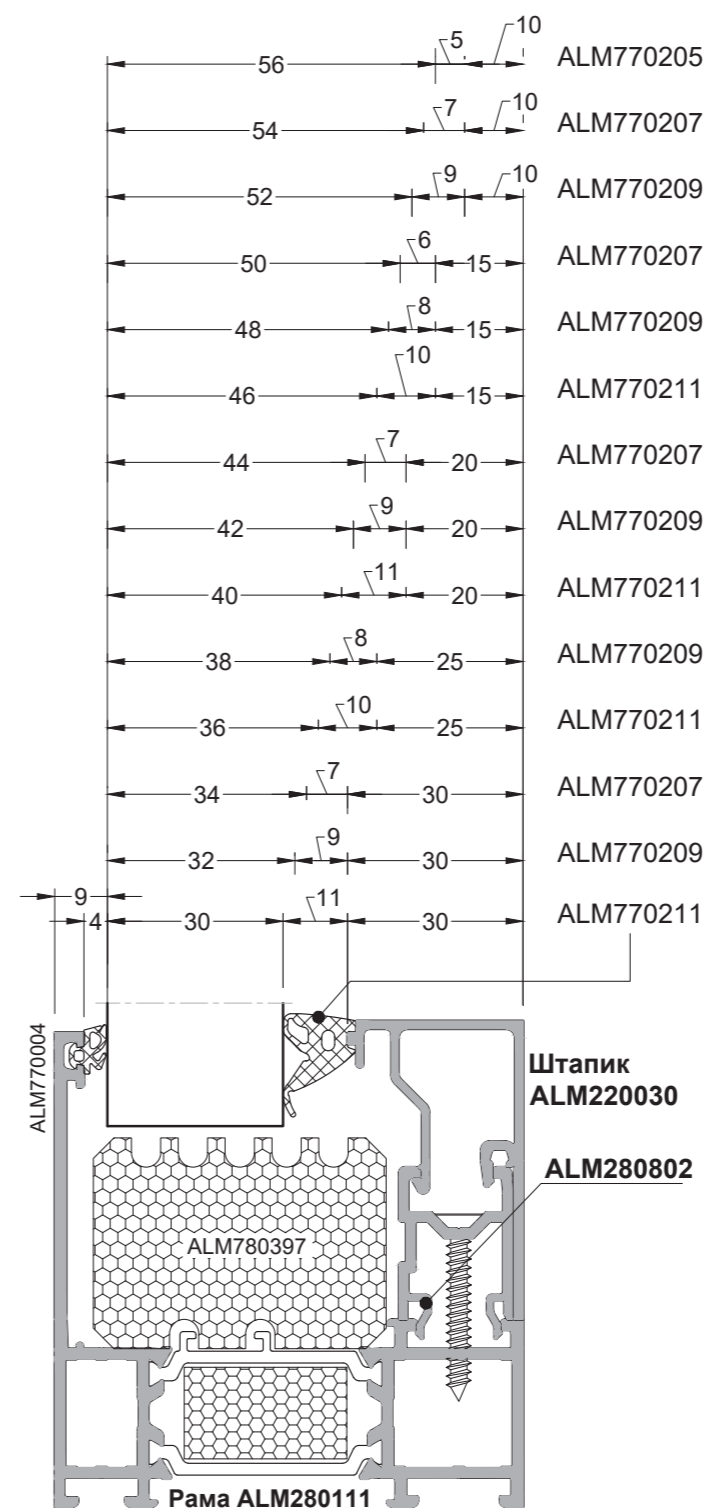 56 5 10 ALM770205
54 7 10 ALM770207
52 9 10 ALM770209
50 6 15 ALM770207
48 8 15 ALM770209
46 10 15 ALM770211
44 7 20 ALM770207
42 9 20 ALM770209
40 11 20 ALM770211
38 8 25 ALM770209
36 10 25 ALM770211
34 7 30 ALM770207
32 9 30 ALM770209
9
4 30 11 30 ALM770211
ALM770004
Штапик
ALM220030
ALM280802
ALM780397
Рама ALM280111